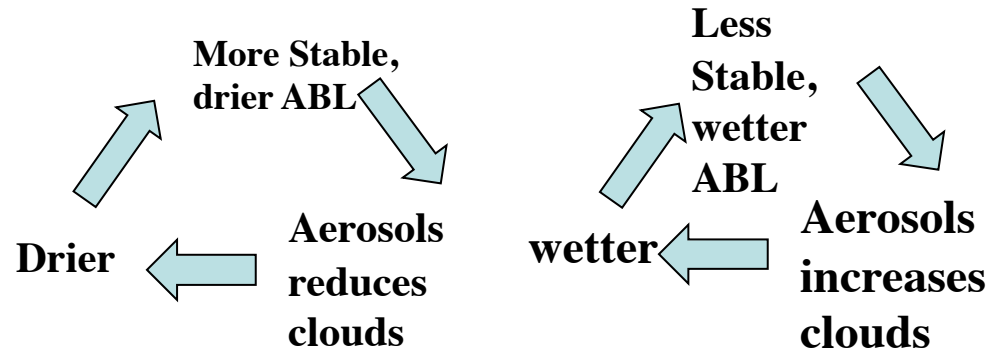 More Stable,
drier ABL
Drier
Aerosols
reduces
clouds
Less
Stable,
wetter
ABL
wetter
Aerosols
increases
clouds